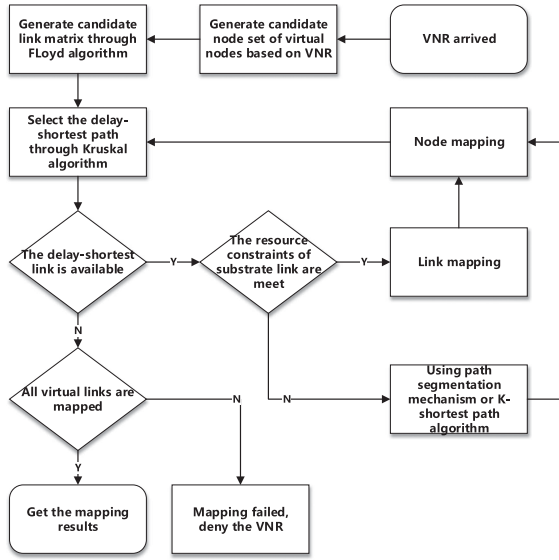 Generate candidate
link matrix through
FLoyd algorithm
Generate candidate
node set of virtual
nodes based on VNR
VNR arrived
Select the delay-
shortest path
through Kruskal
algorithm
Node mapping
The delay-shortest
link is available
Y
The resource
constraints of
substrate link are
meet
Y
Link mapping
N
All virtual links are
mapped
N
N
Using path
segmentation
mechanism or K-
shortest path
algorithm
Y
Get the mapping
results
Mapping failed,
deny the VNR